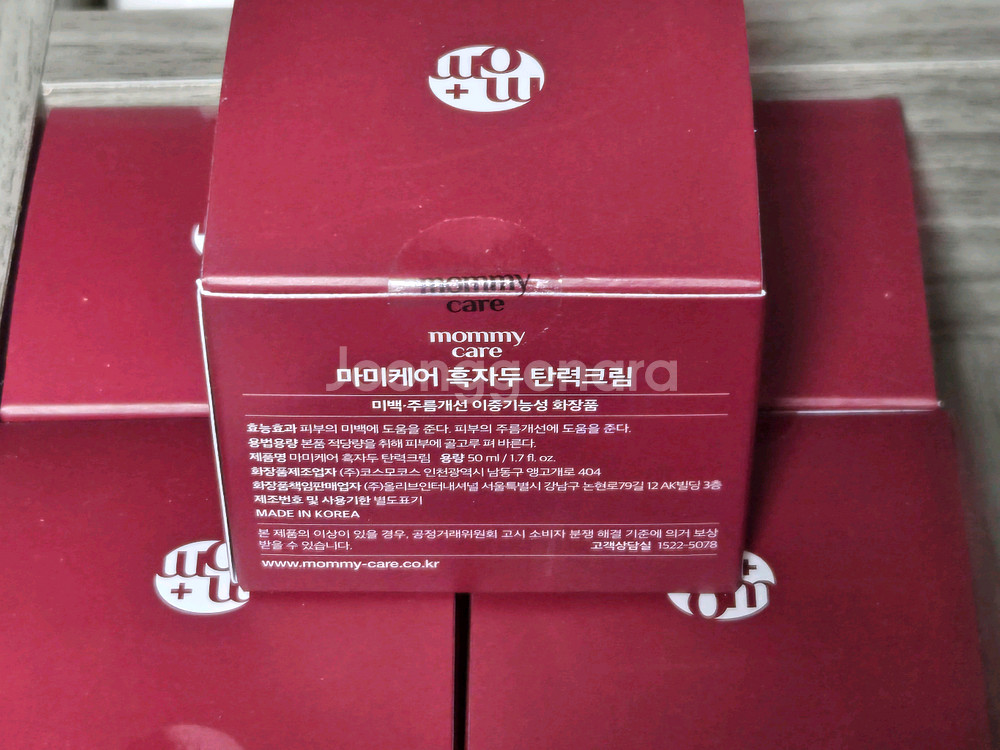 mommy
care
mommy
care
Joonggonara
마미케어 흑자두 탄력크림
미백·주름개선 이중기능성 화장품
효능효과 피부의 미백에 도움을 준다. 피부의 주름개선에 도움을 준다.
용법용량 본품 적당량을 취해 피부에 골고루 펴 바른다.
제품명 마미케어 흑자두 탄력크림 용량 50 ml / 1.7 fl. oz.
화장품제조업자 (주)코스모코스 인천광역시 남동구 앵고개로 404
화장품책임판매업자 (주)올리브인터내셔널 서울특별시 강남구 논현로79길 12 AK빌딩 3층
제조번호 및 사용기한 별도표기
MADE IN KOREA
본 제품의 이상이 있을 경우, 공정거래위원회 고시 소비자 분쟁 해결 기준에 의거 보상
받을 수 있습니다. 고객상담실 1522-5078
www.mommy-care.co.kr